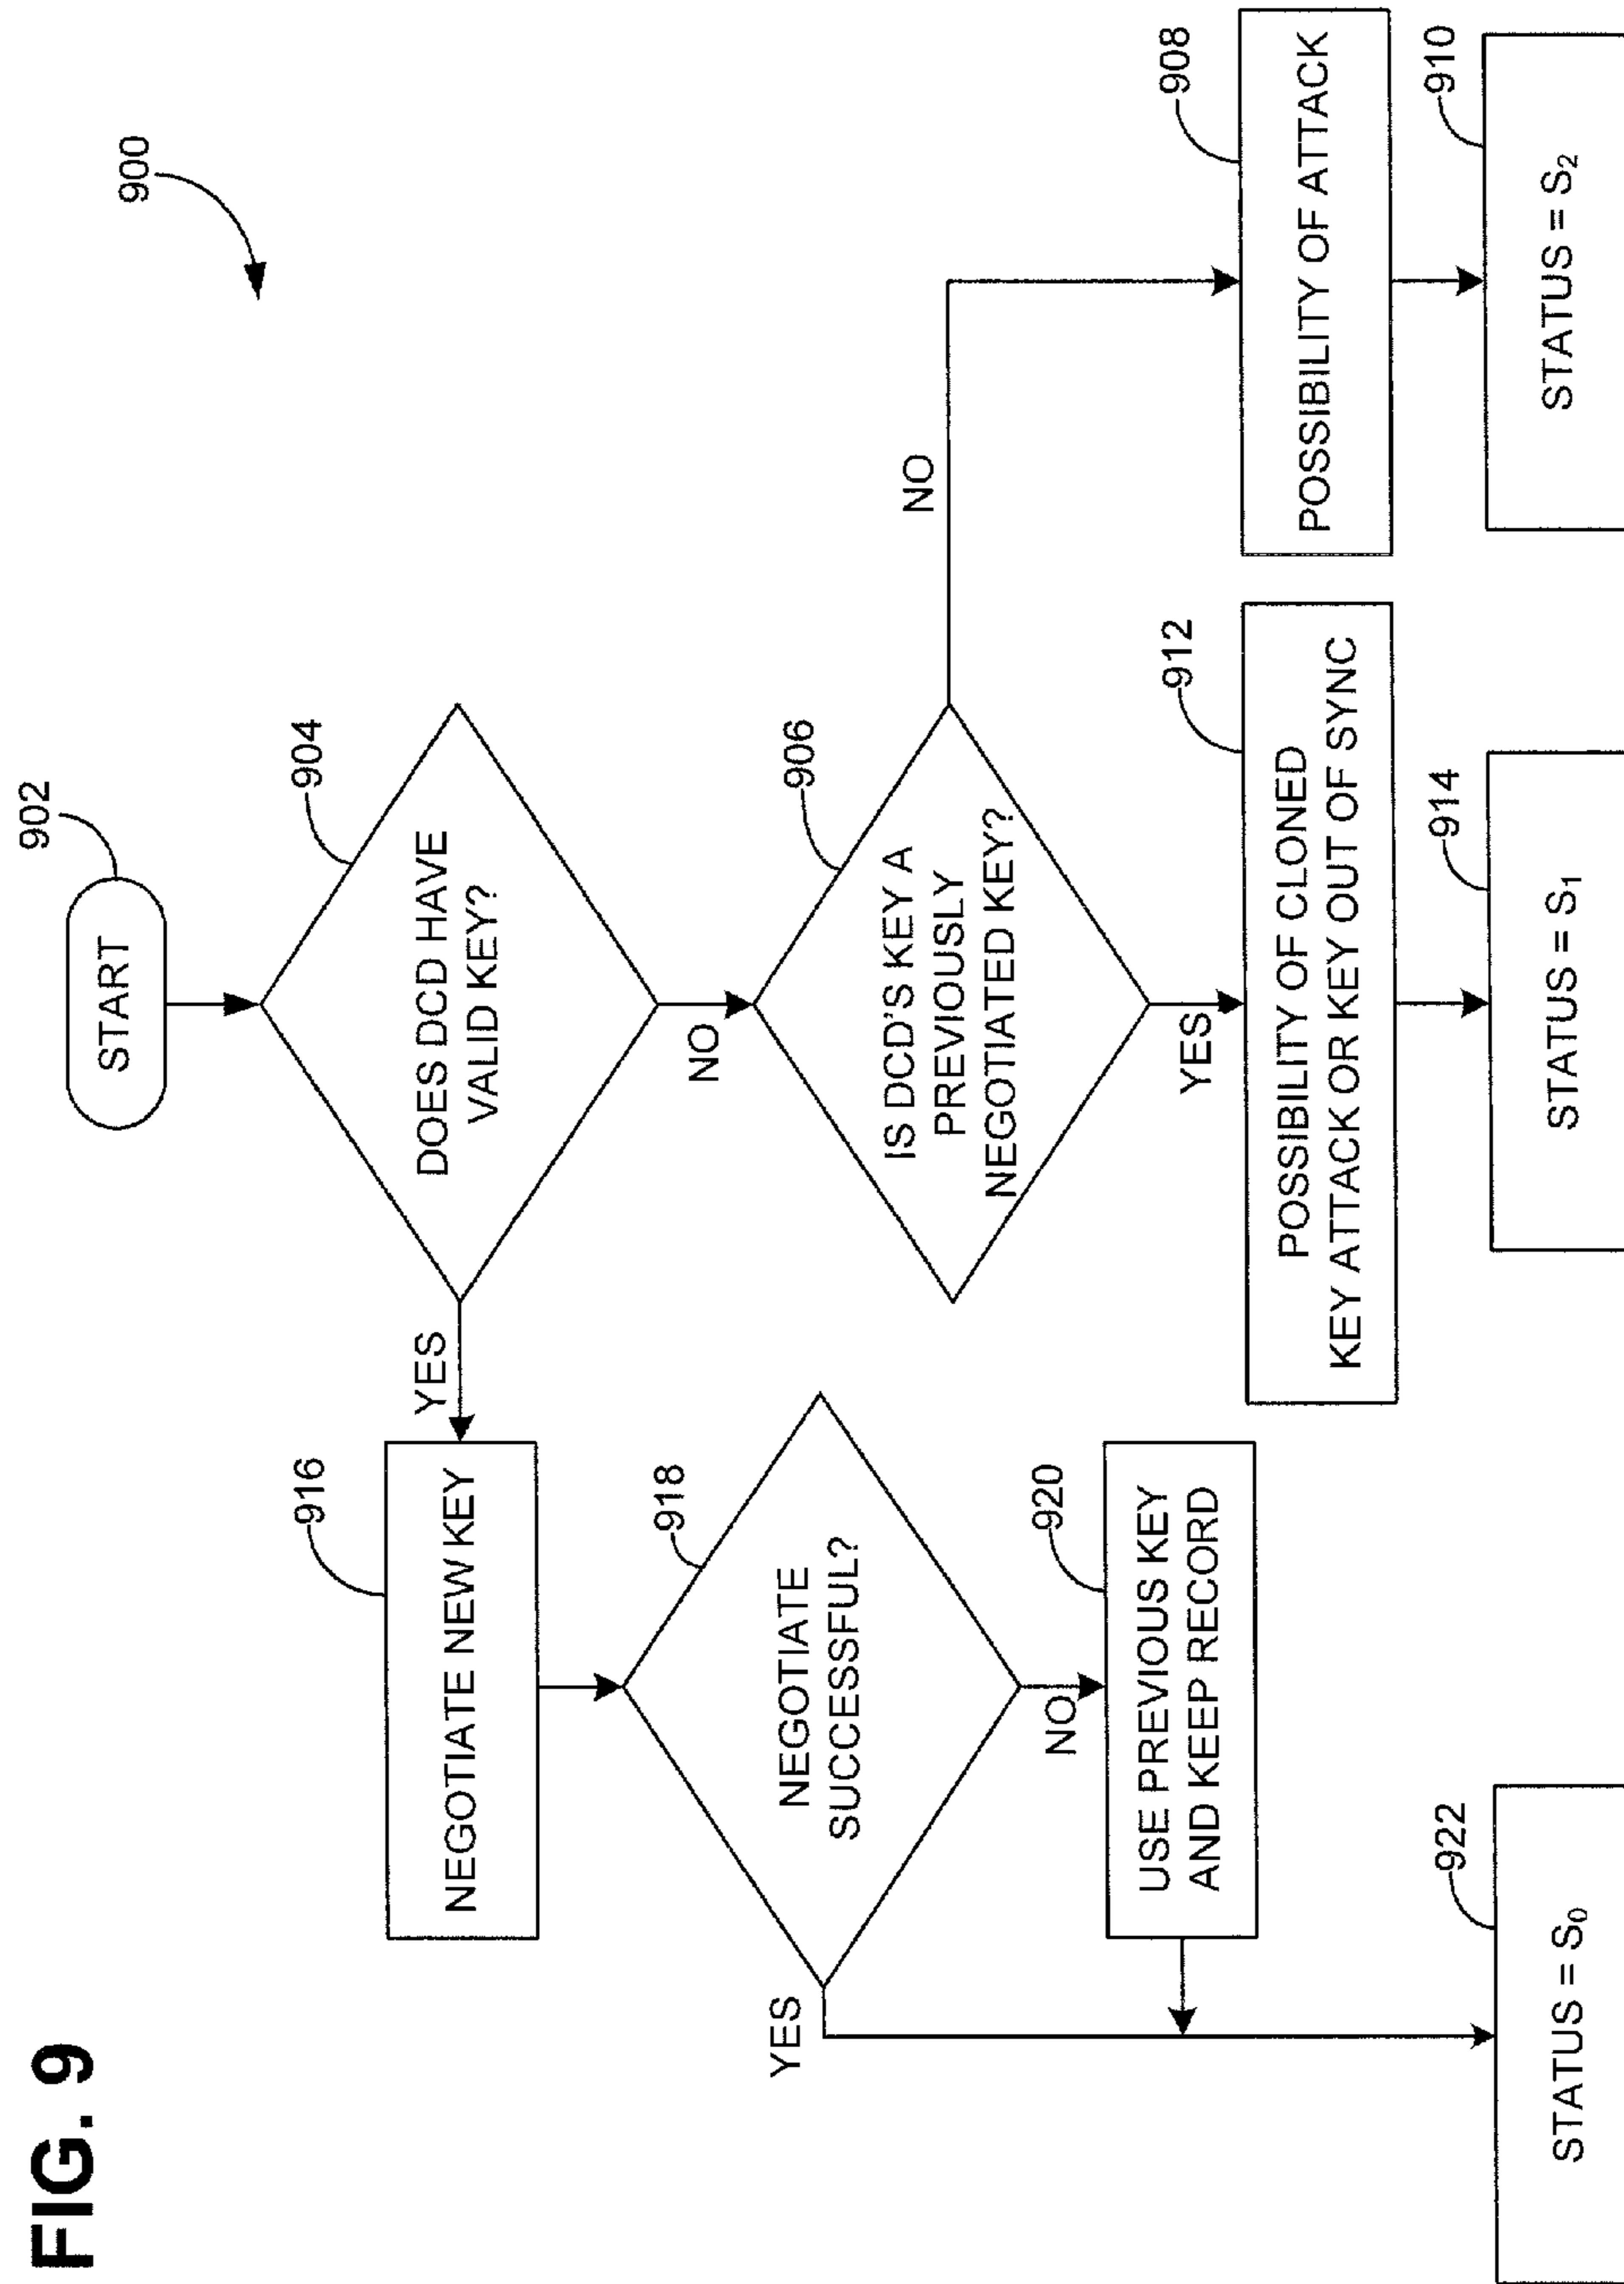 FIG. 9
900
902
START
904
DOES DCD HAVE
VALID KEY?
YES
NO
916
NEGOTIATE NEW KEY
906
IS DCD'S KEY A
PREVIOUSLY
NEGOTIATED KEY?
NO
YES
918
NEGOTIATE
SUCCESSFUL?
YES
NO
920
USE PREVIOUS KEY
AND KEEP RECORD
912
POSSIBILITY OF CLONED
KEY ATTACK OR KEY OUT OF SYNC
908
POSSIBILITY OF ATTACK
922
STATUS = S₀
914
STATUS = S₁
910
STATUS = S₂